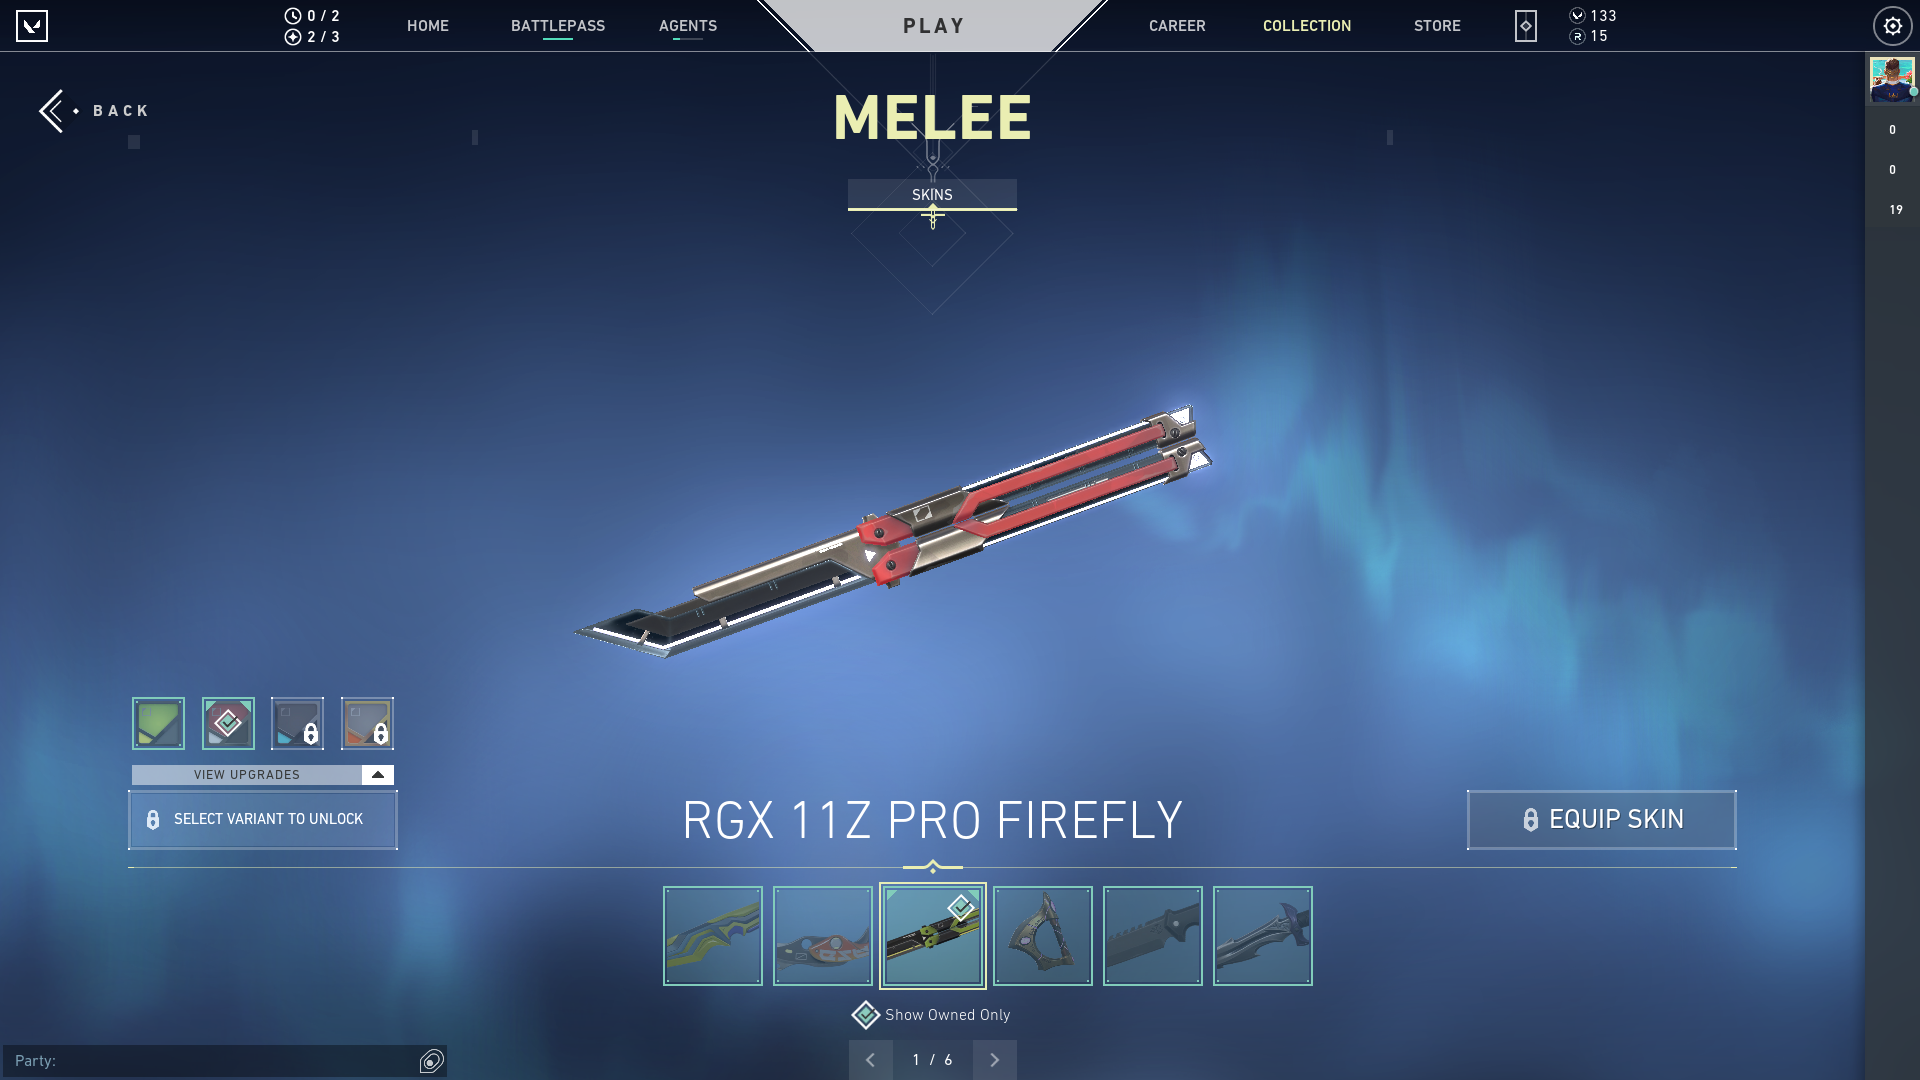 0 / 2
2 / 3
HOME
BATTLEPASS
AGENTS
PLAY
CAREER
COLLECTION
STORE
133
15
BACK
MELEE
SKINS
0
0
19
VIEW UPGRADES
SELECT VARIANT TO UNLOCK
RGX 11Z PRO FIREFLY
EQUIP SKIN
Show Owned Only
1 / 6
Party: